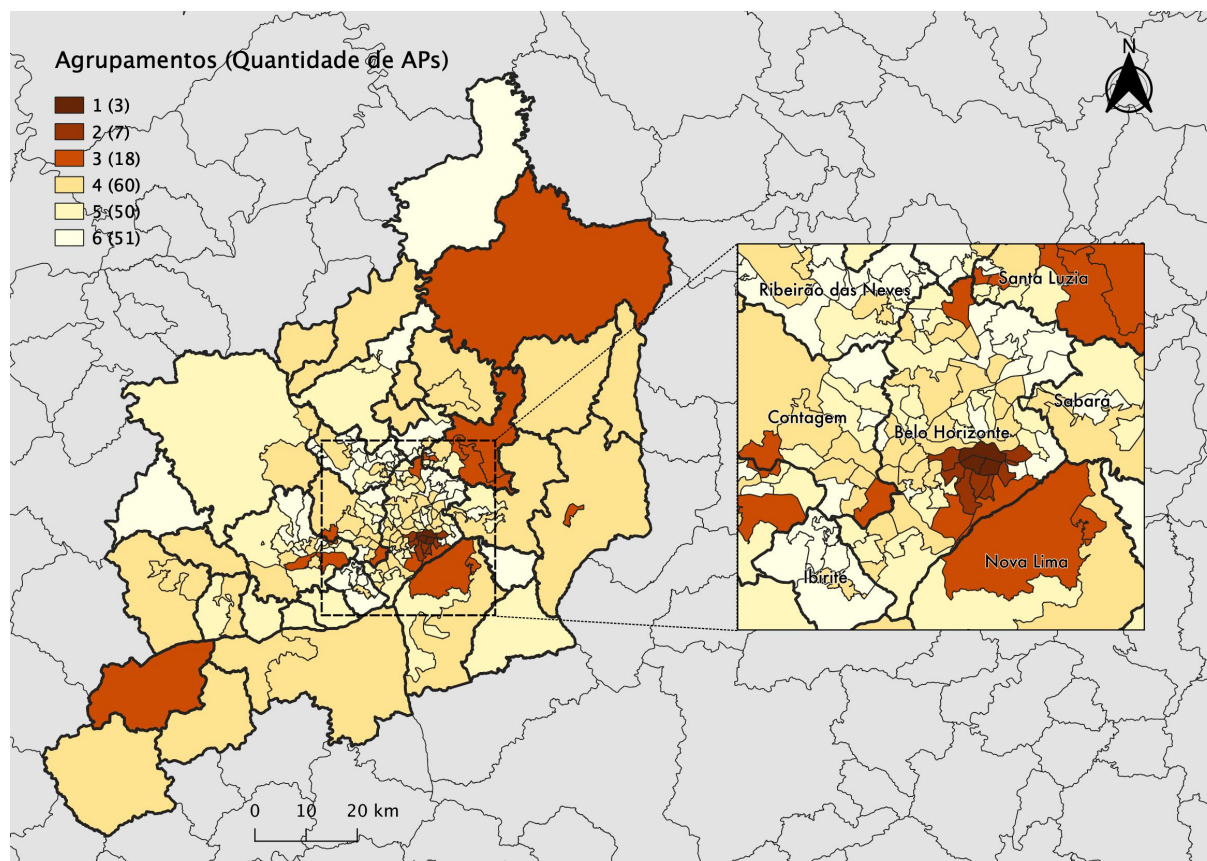 Agrupamentos (Quantidade de APs)
1 (3)
2 (7)
3 (18)
4 (60)
5 (50)
6 (51)
N
Ribeirão das Neves
Santa Luzia
Contagem
Sabará
Belo Horizonte
Nova Lima
Ibirité
0 10 20 km